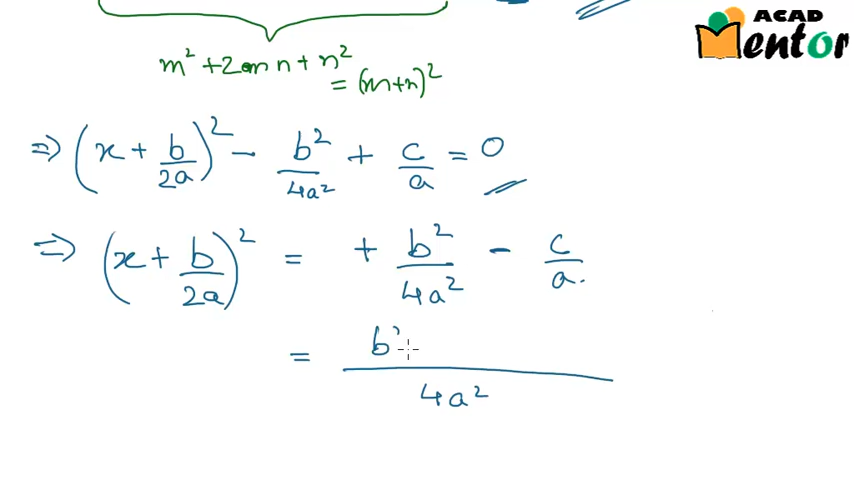 ACAD
Mentor
m² + 2mn + n²
= (m+n)²
⇒ (x + b/2a)² − b²/4a² + c/a = 0
⇒ (x + b/2a)² = + b²/4a² − c/a.
= b²/4a²